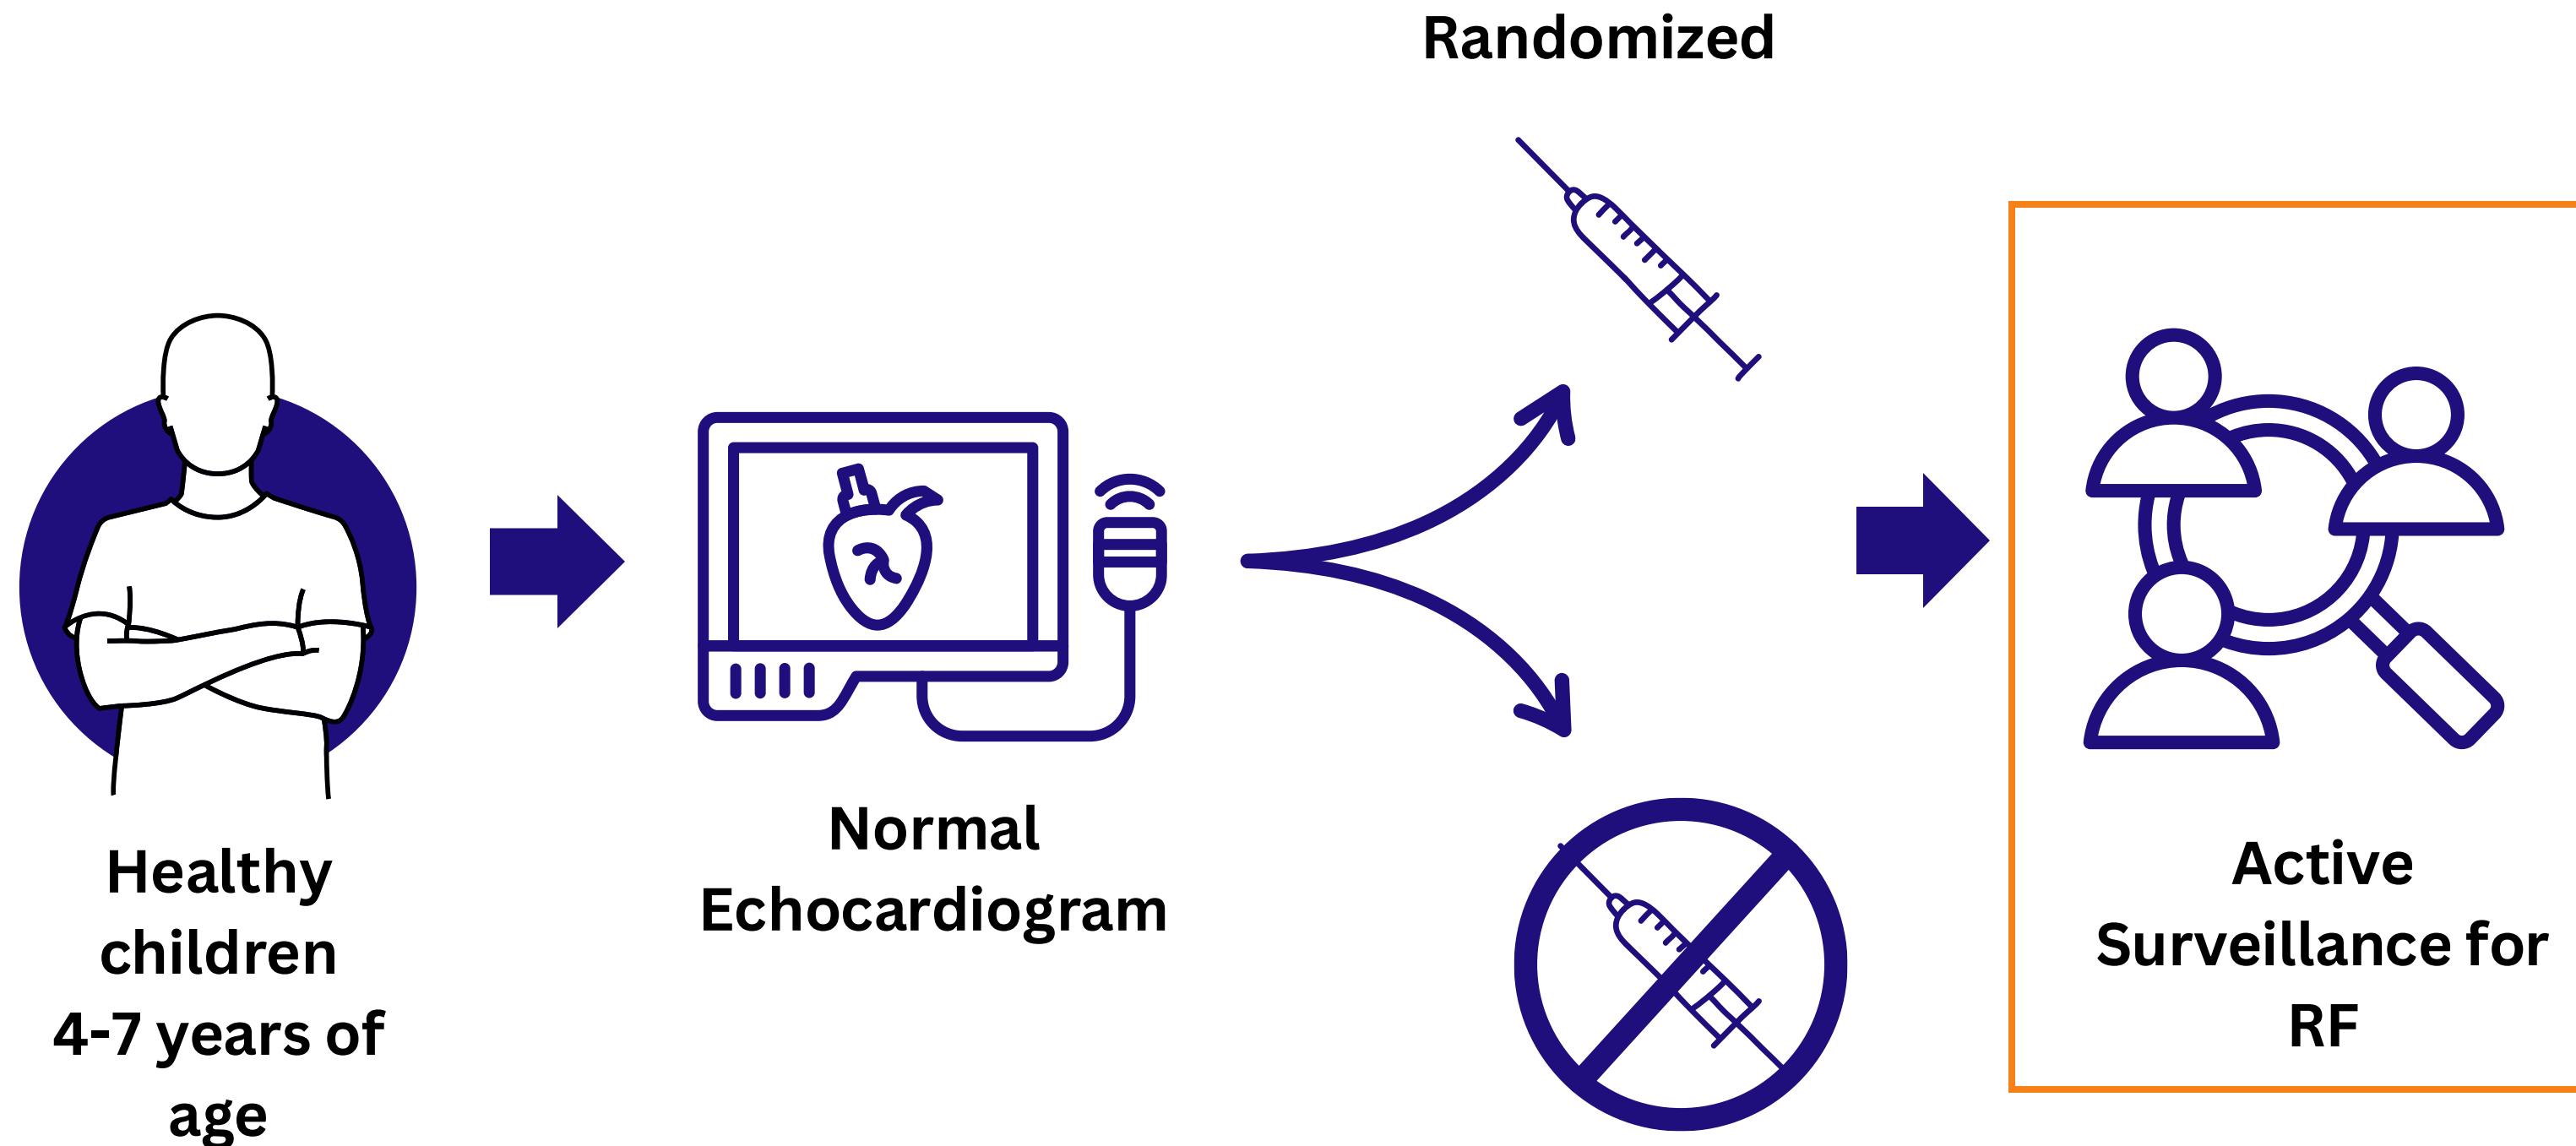 Randomized
Healthy
children
4-7 years of
age
Normal
Echocardiogram
Active
Surveillance for
RF